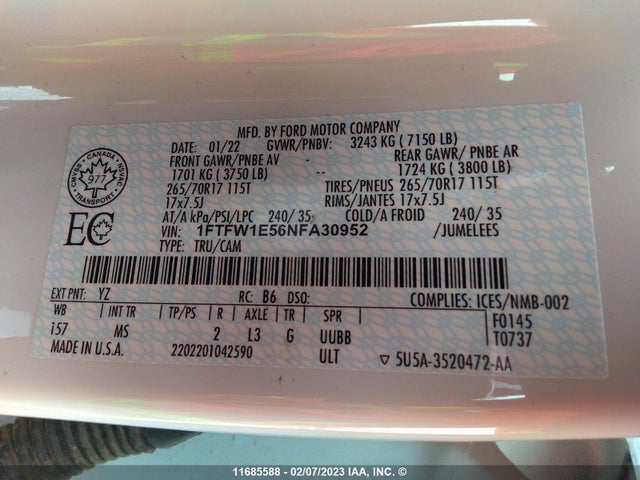 MFD. BY FORD MOTOR COMPANY
DATE: 01/22 GVWR/PNBV: 3243 KG ( 7150 LB)
FRONT GAWR/PNBE AV -- REAR GAWR/ PNBE AR
1701 KG ( 3750 LB) 1724 KG ( 3800 LB)
265/70R17 115T TIRES/PNEUS 265/70R17 115T
17x7.5J RIMS/JANTES 17x7.5J
AT/A kPa/PSI/LPC 240/ 35 COLD/A FROID 240/ 35
VIN: 1FTFW1E56NFA30952 /JUMELEES
TYPE: TRU/CAM
CANADA
CMVSS NSVAC
977
EC
EXT PNT: YZ RC: B6 DSO: COMPLIES: ICES/NMB-002
WB INT TR TP/PS R AXLE TR SPR F0145
157 MS 2 L3 G UUBB T0737
MADE IN U.S.A. 2202201042590 ULT ▽ 5U5A-3520472-AA
11685588 - 02/07/2023 IAA, INC. ©